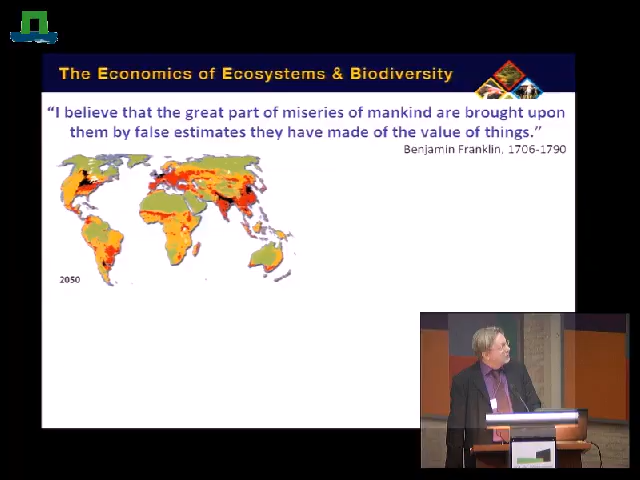 The Economics of Ecosystems & Biodiversity
“I believe that the great part of miseries of mankind are brought upon
them by false estimates they have made of the value of things.”
Benjamin Franklin, 1706-1790
2050